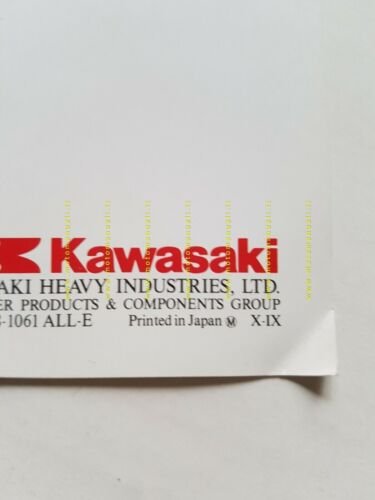 Kawasaki
AKI HEAVY INDUSTRIES, LTD.
ER PRODUCTS & COMPONENTS GROUP
-1061 ALL-E Printed in Japan Ⓜ X-IX